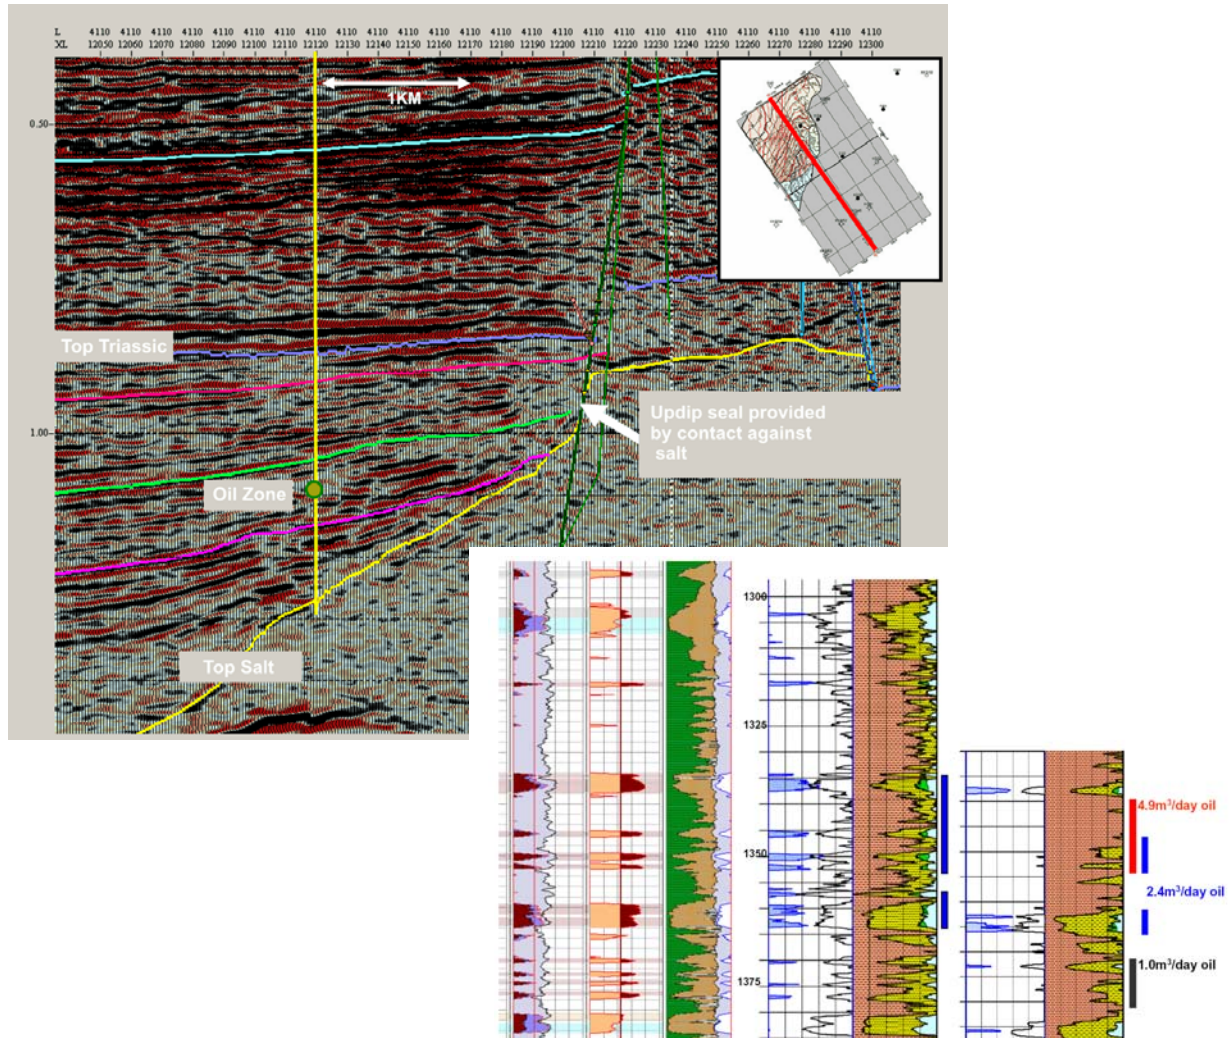 L 4110 4110 4110 4110 4110 4110 4110 4110 4110 4110 4110 4110 4110 4110 4110 4110 4110 4110 4110 4110 4110 4110 4110 4110 4110 4110
XL 12050 12060 12070 12080 12090 12100 12110 12120 12130 12140 12150 12160 12170 12180 12190 12200 12210 12220 12230 12240 12250 12260 12270 12280 12290 12300
1KM
0.50
Top Triassic
1.00
Updip seal provided
by contact against
salt
Oil Zone
Top Salt
1300
1325
1350
1375
4.9m³/day oil
2.4m³/day oil
1.0m³/day oil